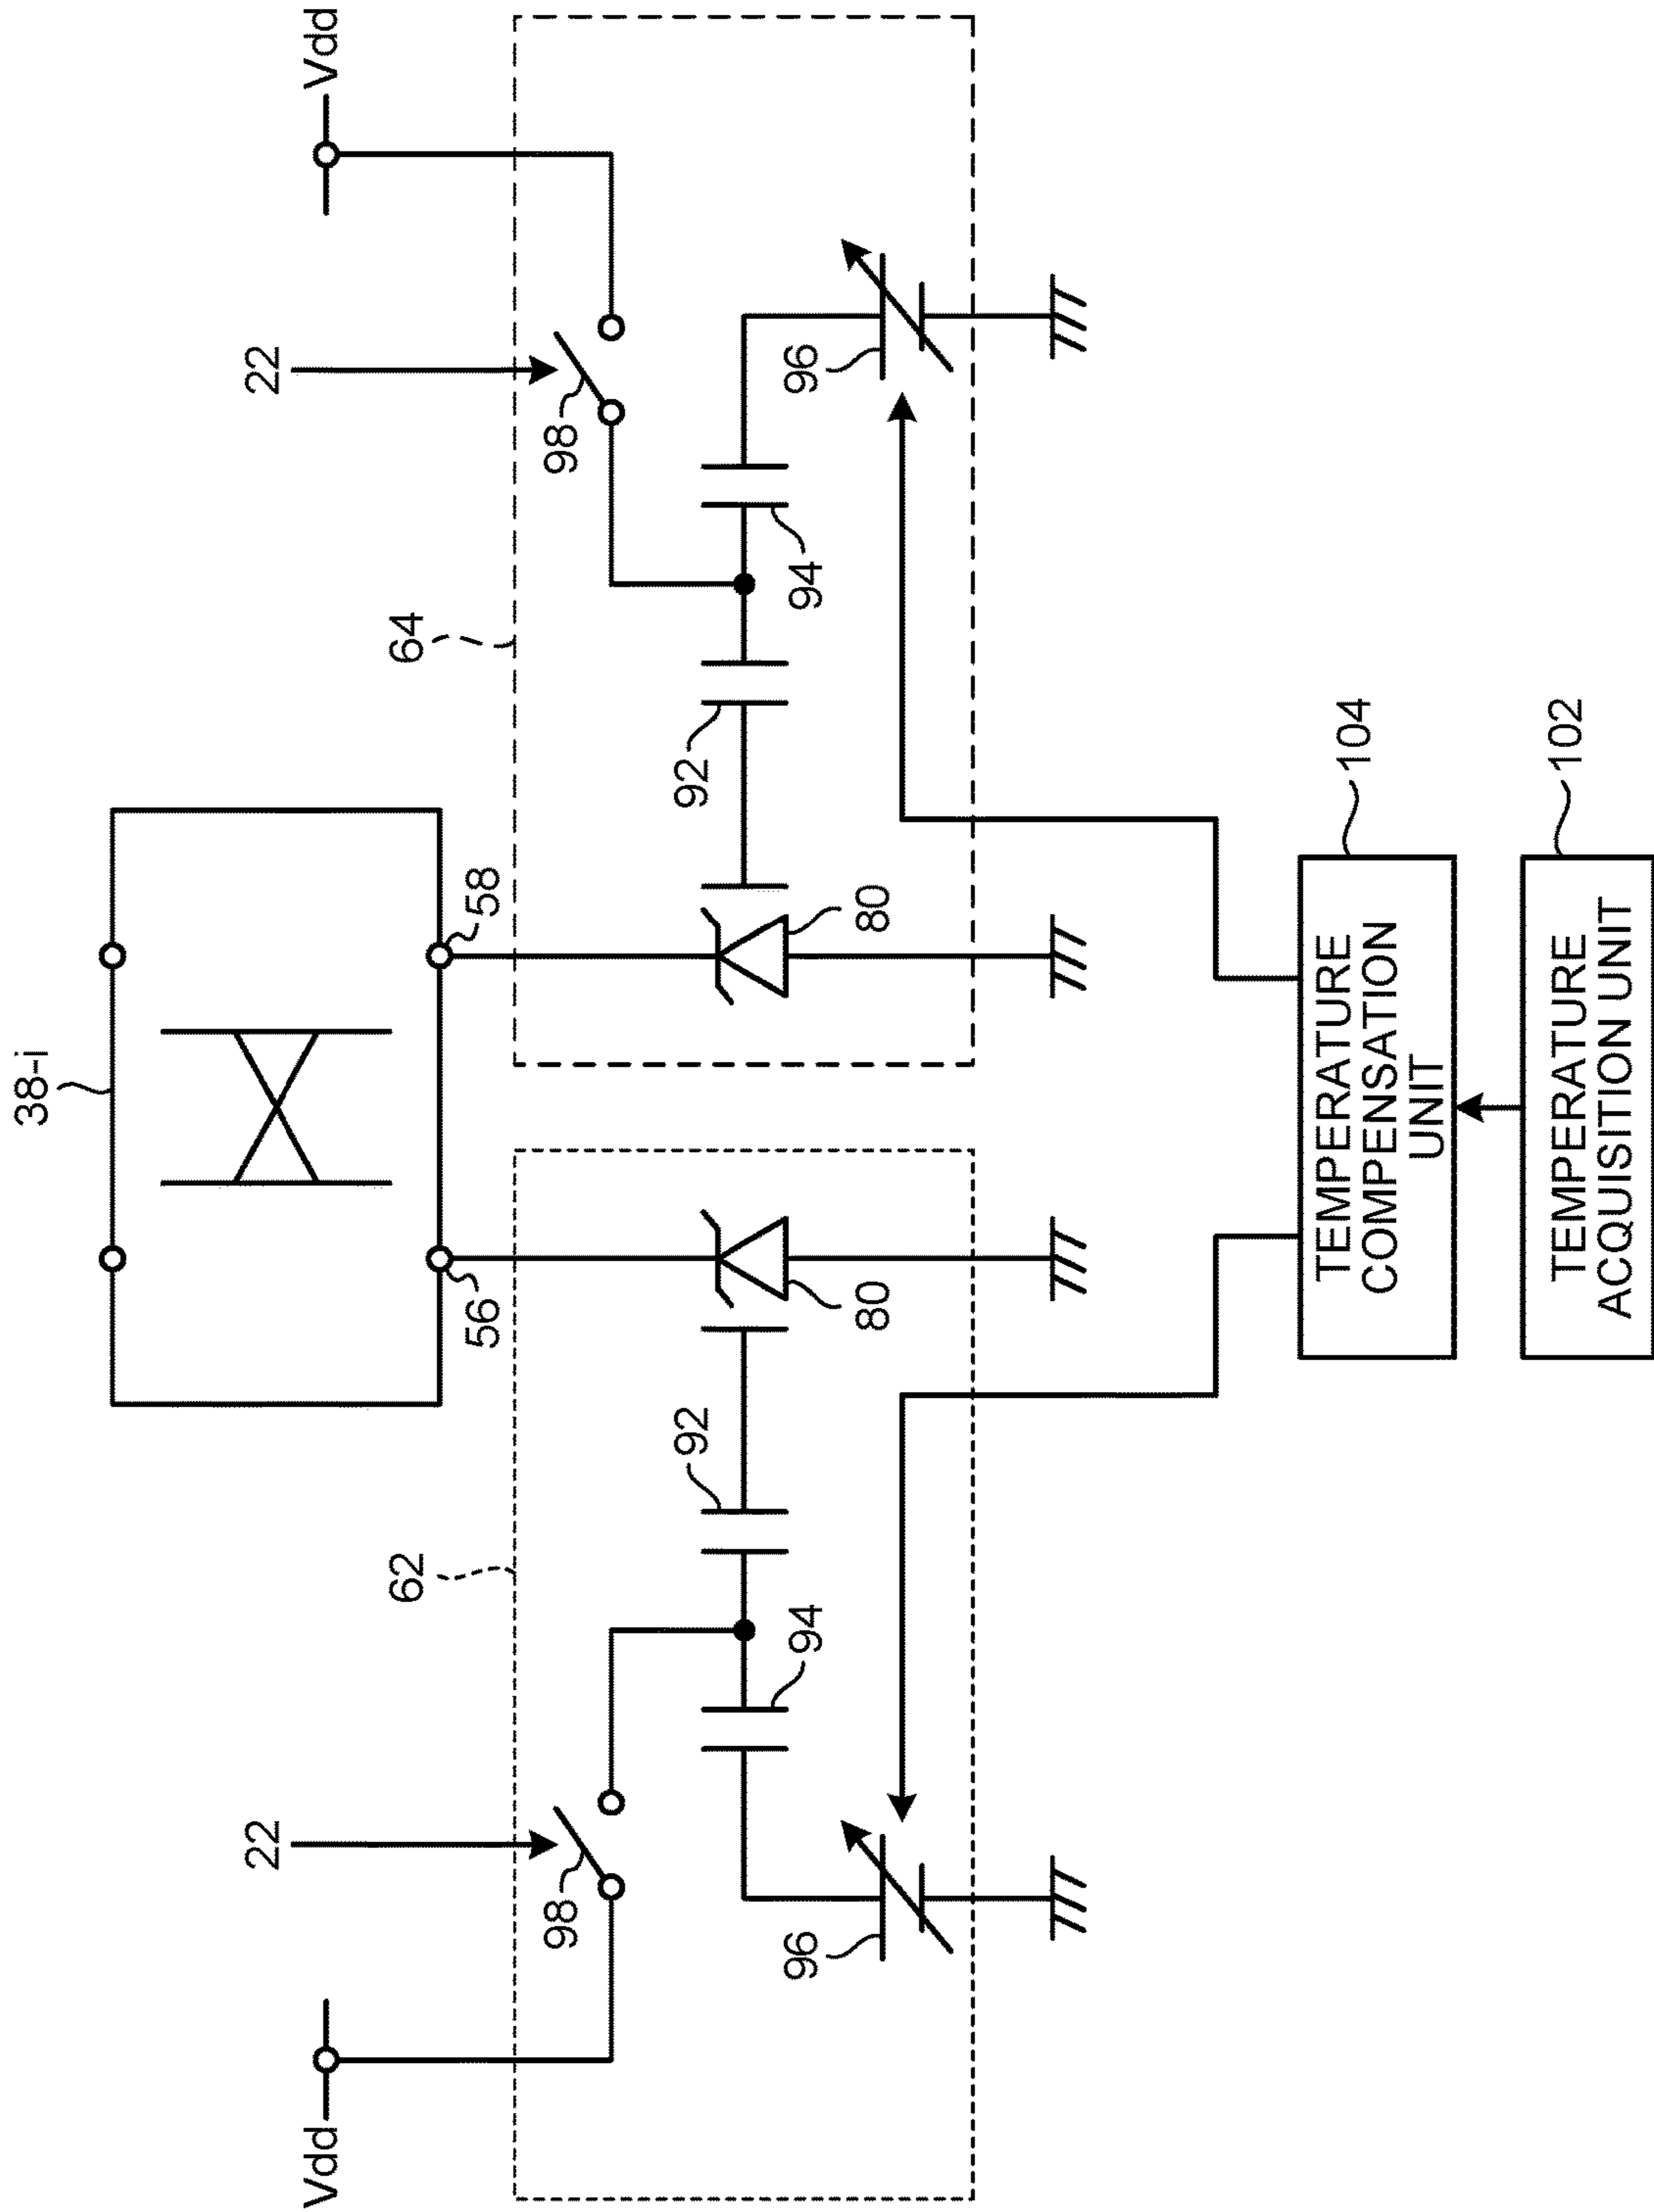 38-i
Vdd
22
22
Vdd
62
56
58
64
98
98
92
92
94
94
96
80
80
96
TEMPERATURE
COMPENSATION
UNIT
104
TEMPERATURE
ACQUISITION UNIT
102